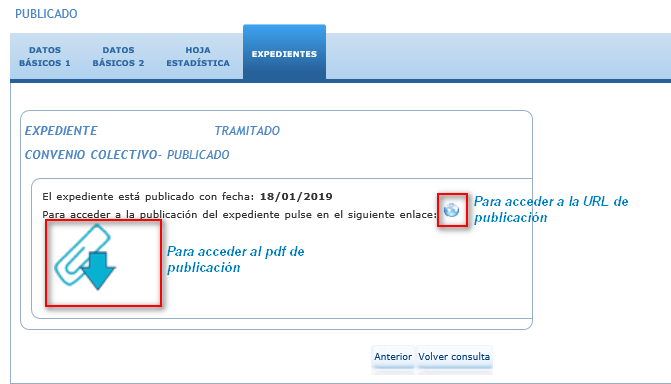 PUBLICADO
DATOS BÁSICOS 1
DATOS BÁSICOS 2
HOJA ESTADÍSTICA
EXPEDIENTES
EXPEDIENTE TRAMITADO
CONVENIO COLECTIVO- PUBLICADO
El expediente está publicado con fecha: 18/01/2019
Para acceder a la publicación del expediente pulse en el siguiente enlace:
Para acceder a la URL de
publicación
Para acceder al pdf de
publicación
Anterior Volver consulta